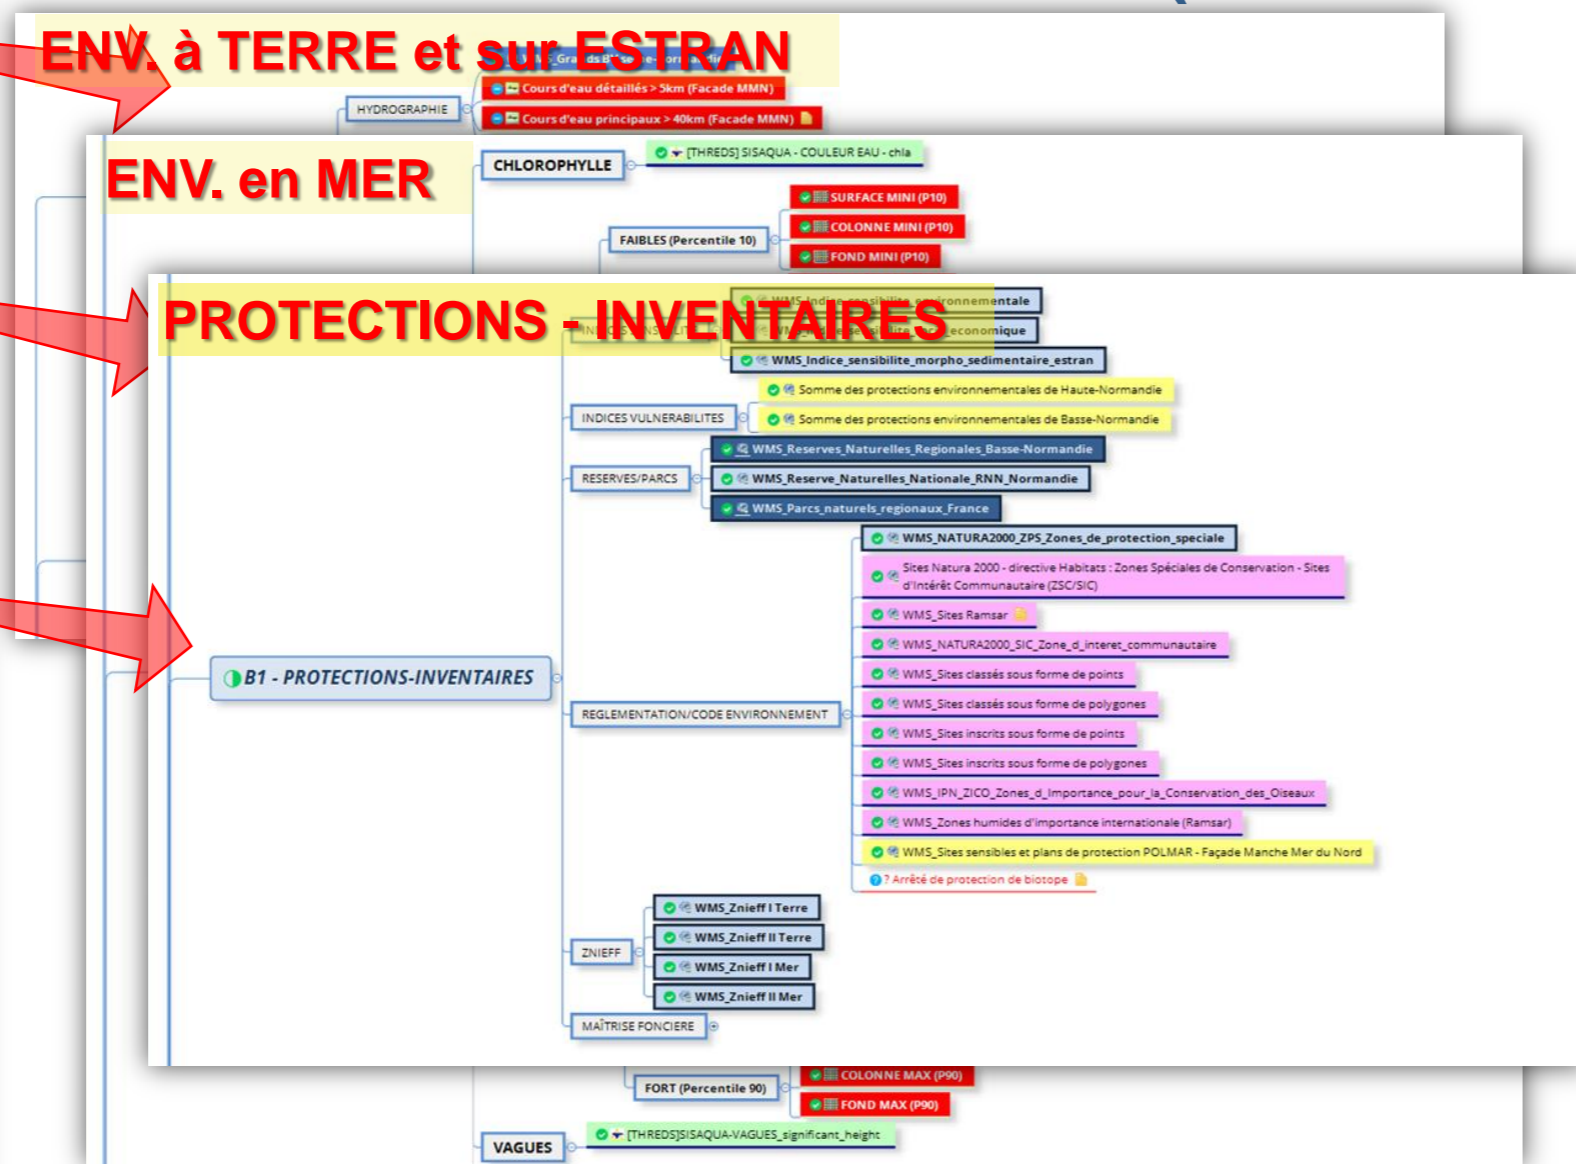 ENV. à TERRE et sur ESTRAN
Cours d'eau détaillés > 5km (Facade MMN)
HYDROGRAPHIE
Cours d'eau principaux > 40km (Facade MMN)
ENV. en MER
[THREDS] SISAQUA - COULEUR EAU - chla
CHLOROPHYLLE
SURFACE MINI (P10)
COLONNE MINI (P10)
FAIBLES (Percentile 10)
FOND MINI (P10)
PROTECTIONS - INVENTAIRES
WMS_Indice_sensibilite_environnementale
economique
WMS_Indice_sensibilite_morpho_sedimentaire_estran
Somme des protections environnementales de Haute-Normandie
INDICES VULNERABILITES
Somme des protections environnementales de Basse-Normandie
WMS_Reserves_Naturelles_Regionales_Basse-Normandie
RESERVES/PARCS
WMS_Reserve_Naturelles_Nationale_RNN_Normandie
WMS_Parcs_naturels_regionaux_France
WMS_NATURA2000_ZPS_Zones_de_protection_speciale
Sites Natura 2000 - directive Habitats : Zones Spéciales de Conservation - Sites
d'Intérêt Communautaire (ZSC/SIC)
WMS_Sites Ramsar
WMS_NATURA2000_SIC_Zone_d_interet_communautaire
B1 - PROTECTIONS-INVENTAIRES
WMS_Sites classés sous forme de points
WMS_Sites classés sous forme de polygones
REGLEMENTATION/CODE ENVIRONNEMENT
WMS_Sites inscrits sous forme de points
WMS_Sites inscrits sous forme de polygones
WMS_IPN_ZICO_Zones_d_Importance_pour_la_Conservation_des_Oiseaux
WMS_Zones humides d'importance internationale (Ramsar)
WMS_Sites sensibles et plans de protection POLMAR - Façade Manche Mer du Nord
? Arrêté de protection de biotope
WMS_Znieff I Terre
WMS_Znieff II Terre
ZNIEFF
WMS_Znieff I Mer
WMS_Znieff II Mer
MAÎTRISE FONCIERE
COLONNE MAX (P90)
FORT (Percentile 90)
FOND MAX (P90)
[THREDS]SISAQUA-VAGUES_significant_height
VAGUES